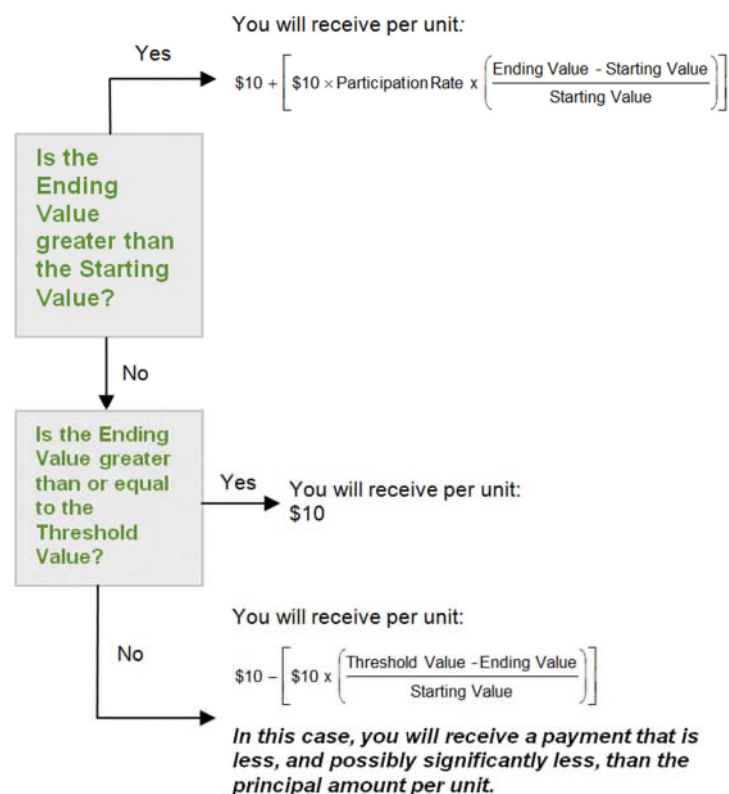 You will receive per unit:
Yes
$10 + [ $10 × Participation Rate x ( Ending Value - Starting Value / Starting Value ) ]
Is the
Ending
Value
greater than
the Starting
Value?
No
Is the Ending
Value greater
than or equal
to the
Threshold
Value?
Yes
You will receive per unit:
$10
You will receive per unit:
No
$10 – [ $10 x ( Threshold Value - Ending Value / Starting Value ) ]
In this case, you will receive a payment that is
less, and possibly significantly less, than the
principal amount per unit.